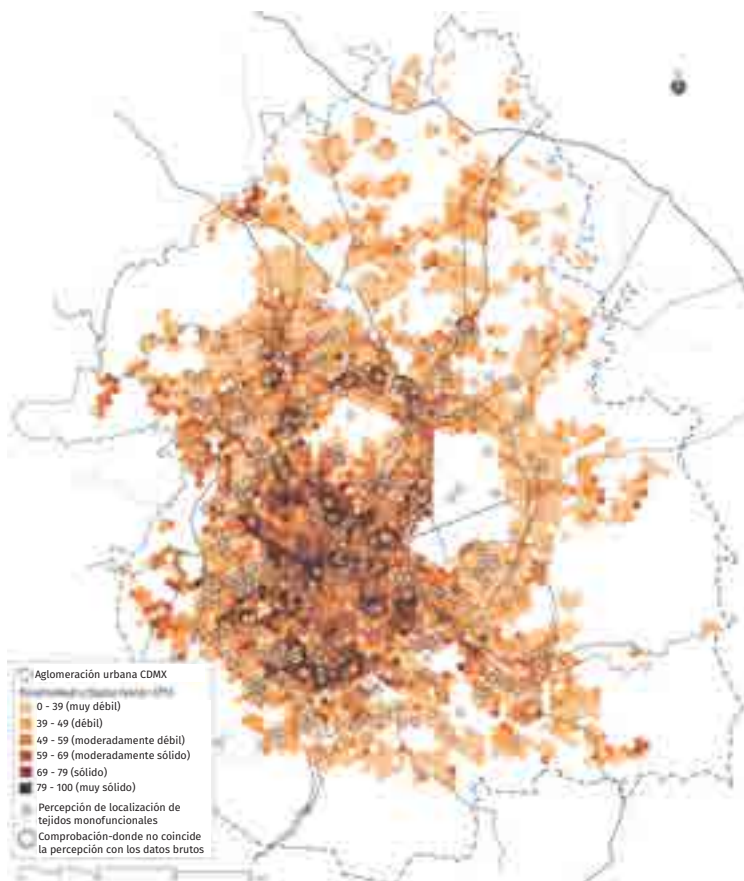 Aglomeración urbana CDMX
0 - 39 (muy débil)
39 - 49 (débil)
49 - 59 (moderadamente débil)
59 - 69 (moderadamente sólido)
69 - 79 (sólido)
79 - 100 (muy sólido)
Percepción de localización de
tejidos monofuncionales
Comprobación-donde no coincide
la percepción con los datos brutos